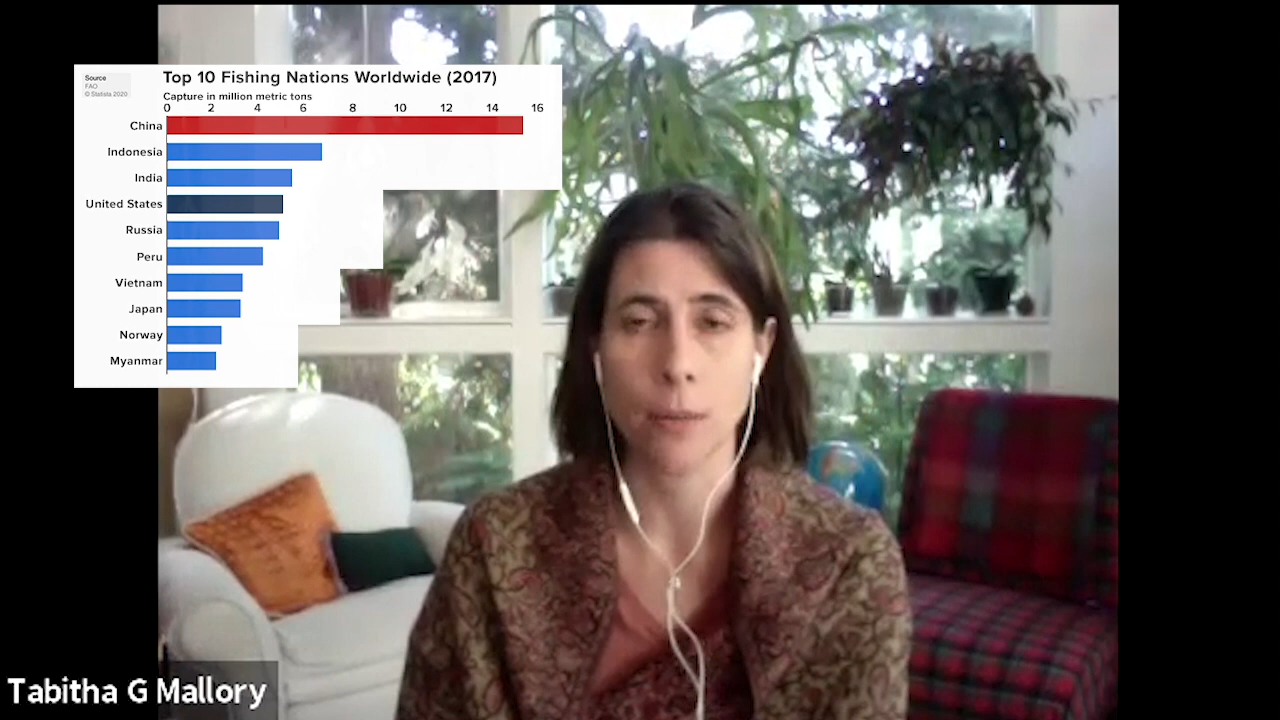 Source
FAO
© Statista 2020
Top 10 Fishing Nations Worldwide (2017)
Capture in million metric tons
0 2 4 6 8 10 12 14 16
China
Indonesia
India
United States
Russia
Peru
Vietnam
Japan
Norway
Myanmar
Tabitha G Mallory